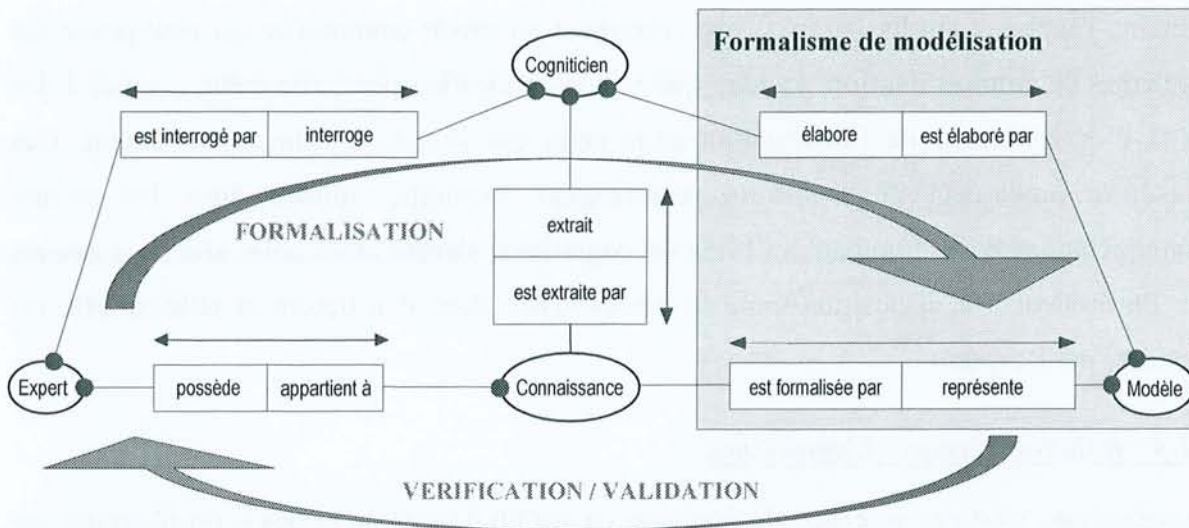 Formalisme de modélisation
Cogniticien
est interrogé par
interroge
élabore
est élaboré par
FORMALISATION
extrait
est extraite par
Expert
possède
appartient à
Connaissance
est formalisée par
représente
Modèle
VERIFICATION / VALIDATION